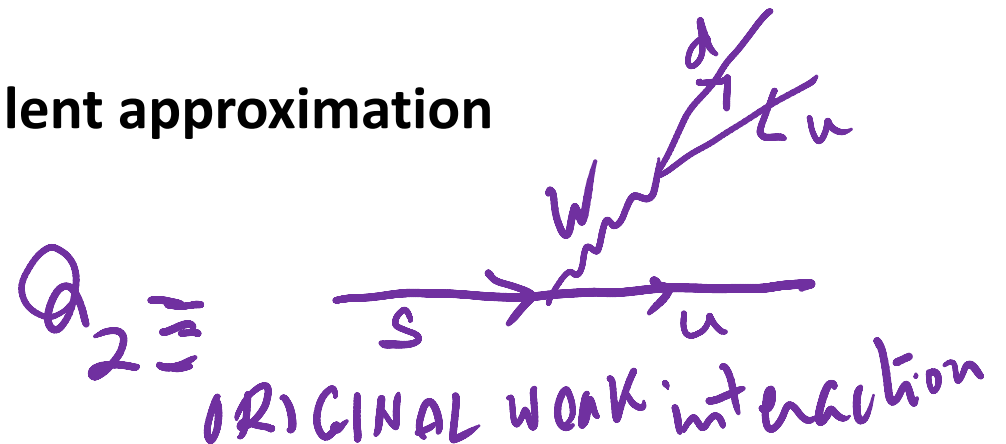 d
lent approximation
u
W
Q2 ≡
s
u
ORIGINAL WEAK interaction